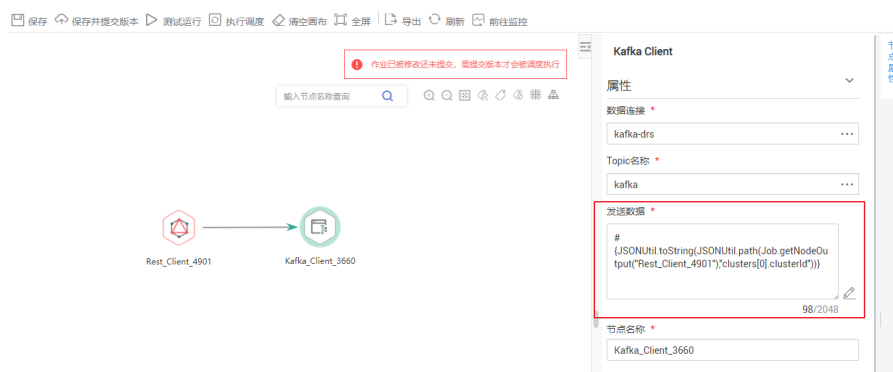 保存 保存并提交版本 测试运行 执行调度 清空画布 全屏 导出 刷新 前往监控
作业已被修改还未提交，需提交版本才会被调度执行
输入节点名称查询
Rest_Client_4901
Kafka_Client_3660
Kafka Client
属性
数据连接 *
kafka-drs ···
Topic名称 *
kafka ···
发送数据 *
#
{JSONUtil.toString(JSONUtil.path(Job.getNodeOu
tput("Rest_Client_4901"),"clusters[0].clusterId"))}
98/2048
节点名称 *
Kafka_Client_3660
节
点
属
性